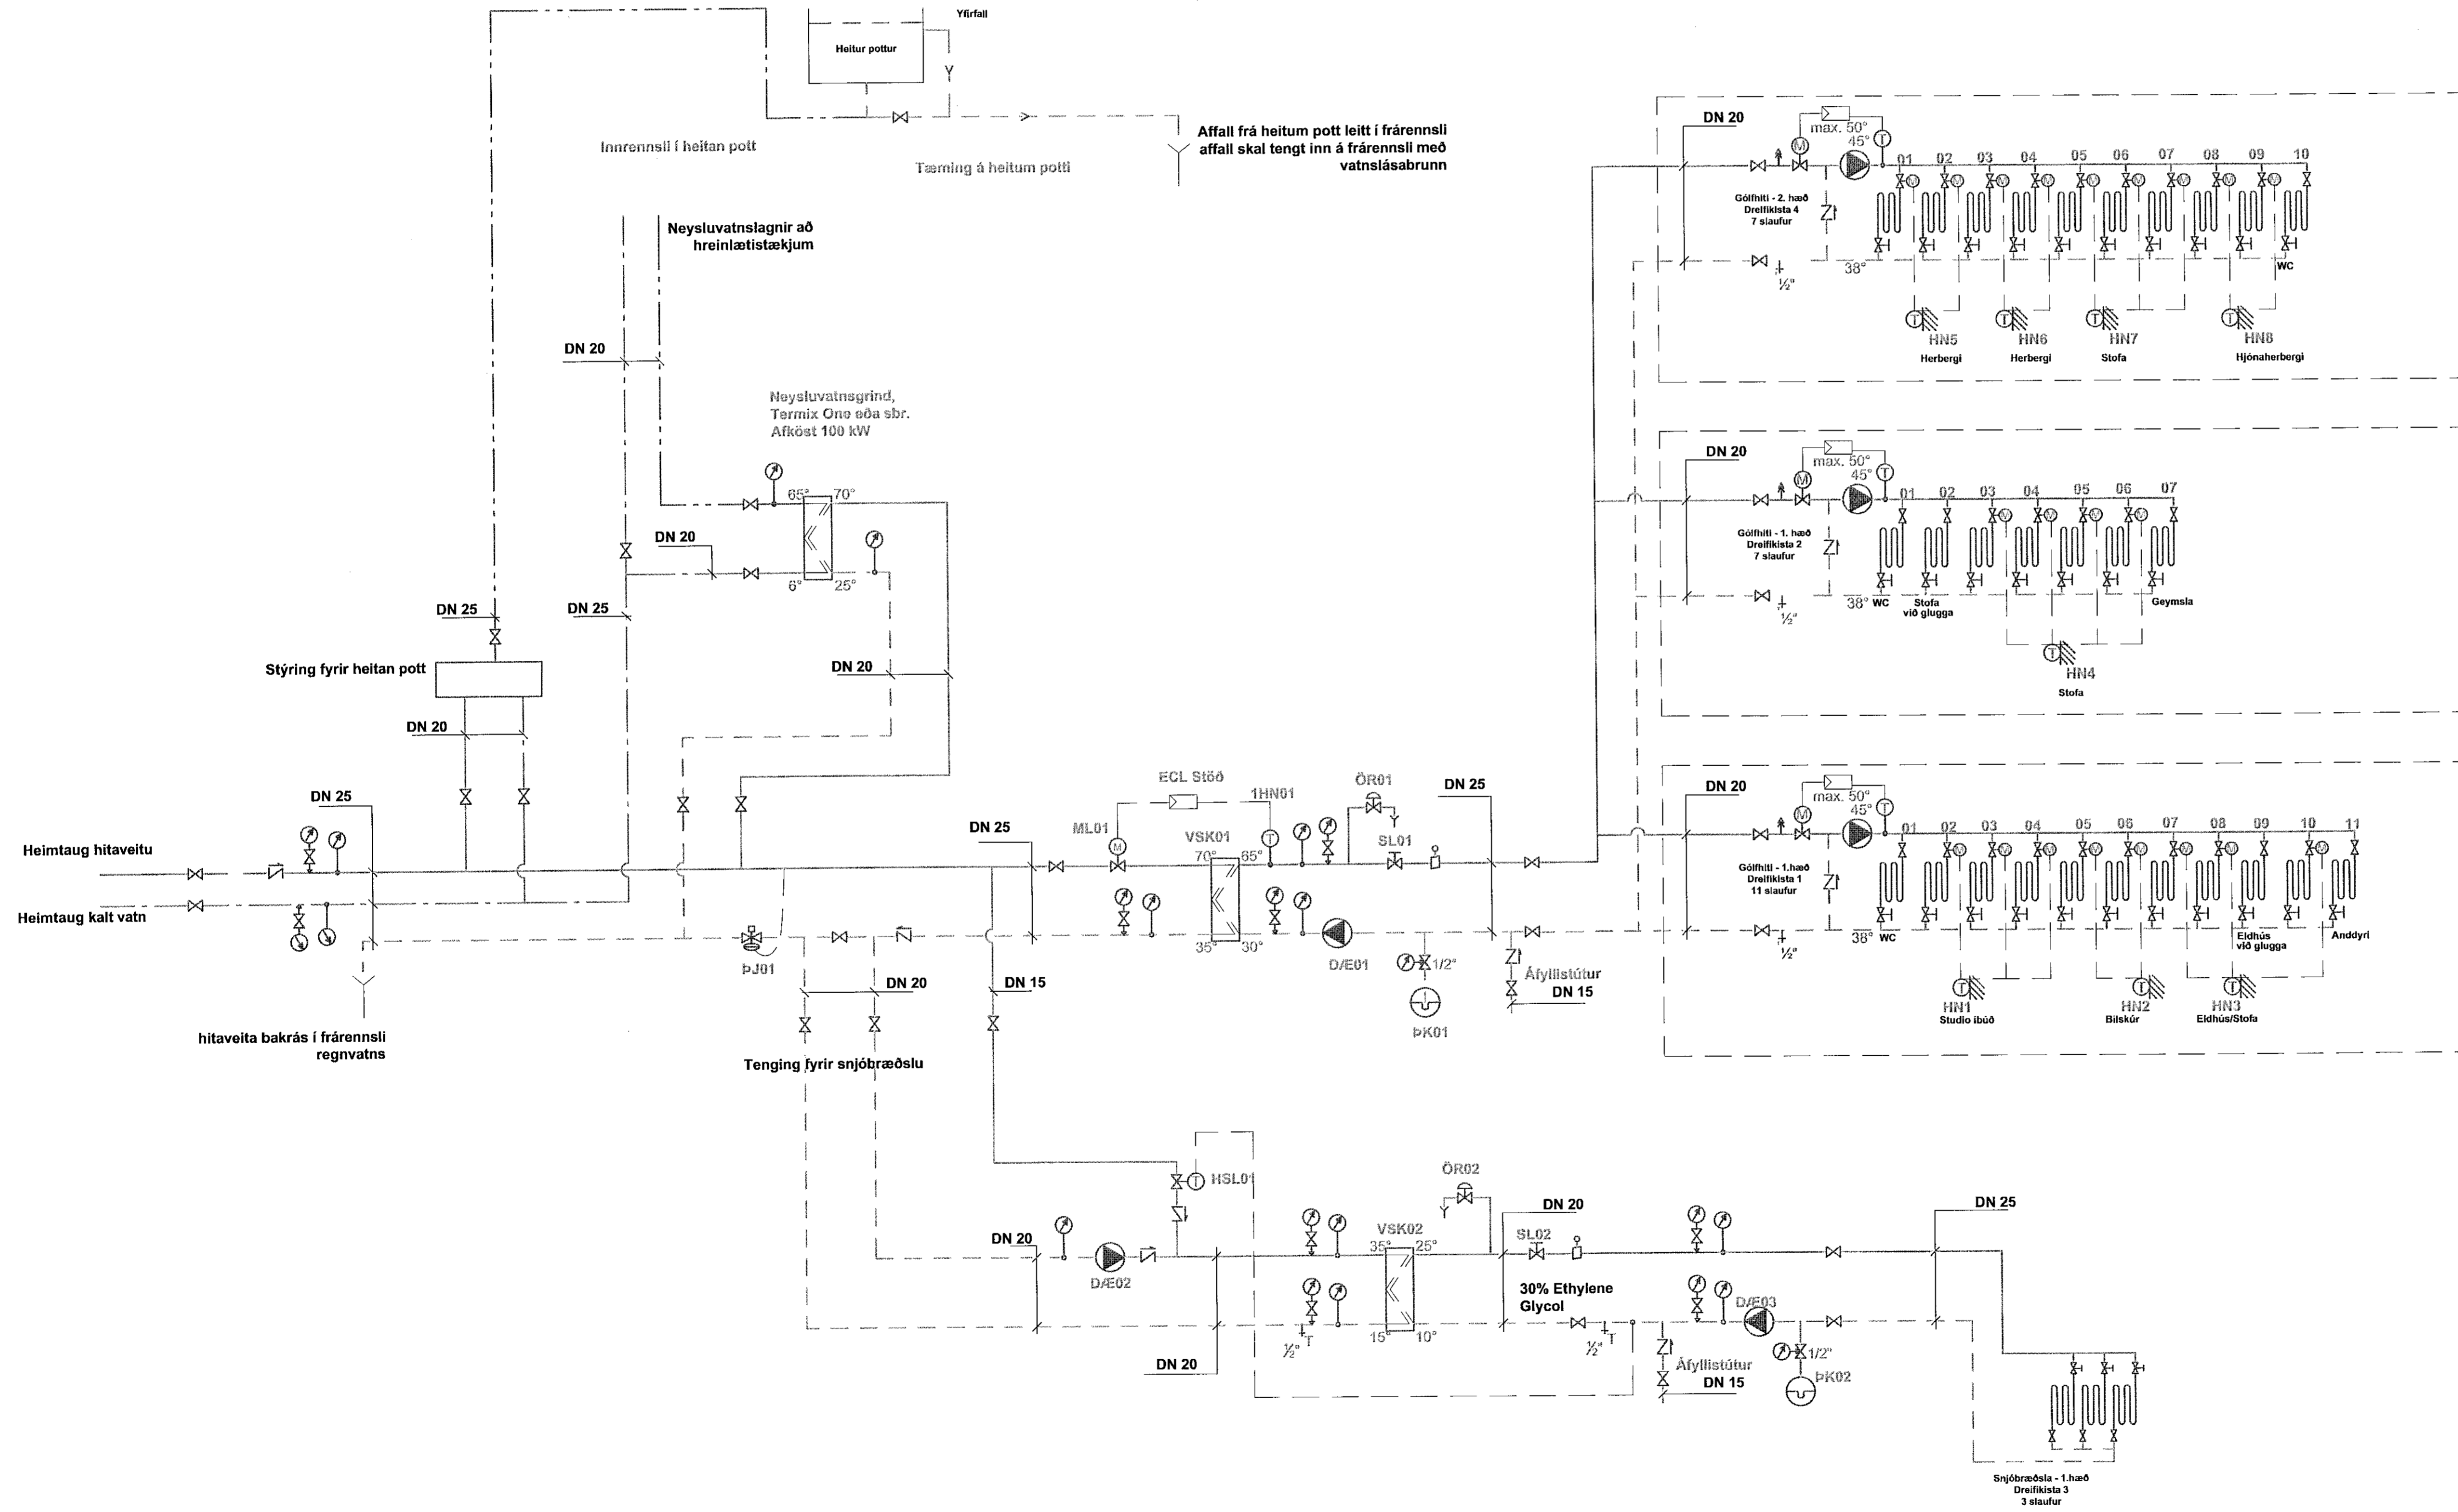 Yfirfall
Heitur pottur
Innrennsli í heitan pott
Tæming á heitum potti
Affall frá heitum pott leitt í frárennsli
affall skal tengt inn á frárennsli með
vatnslásabrunn
Neysluvatnslagnir að
hreinlætistækjum
DN 20
Neysluvatnsgrind,
Termix One eða sbr.
Afköst 100 kW
65° 70°
DN 20
6° 25°
DN 25
DN 25
DN 20
Stýring fyrir heitan pott
DN 20
DN 25
Heimtaug hitaveitu
Heimtaug kalt vatn
hitaveita bakrás í frárennsli
regnvatns
ÞJ01
DN 20
Tenging fyrir snjóbræðslu
DN 15
DN 25
ECL Stöð
1HN01
ML01
M
T
VSK01
70° 65°
35° 30°
ÖR01
SL01
DN 25
DÆ01
1/2"
ÞK01
Áfyllistútur
DN 15
DN 20
max. 50°
45°
M
T
01 02 03 04 05 06 07 08 09 10
M M M M M M M M M
Gólfhiti - 2. hæð
Dreifikista 4
7 slaufur
38°
½"
WC
T T T T
HN5 HN6 HN7 HN8
Herbergi Herbergi Stofa Hjónaherbergi
DN 20
max. 50°
45°
M
T
01 02 03 04 05 06 07
M M M M
Gólfhiti - 1. hæð
Dreifikista 2
7 slaufur
38° WC
½"
Stofa
við glugga
Geymsla
T
HN4
Stofa
DN 20
max. 50°
45°
M
T
01 02 03 04 05 06 07 08 09 10 11
M M M M M M M M
Gólfhiti - 1.hæð
Dreifikista 1
11 slaufur
38° WC
½"
Eldhús
við glugga
Anddyri
T T T
HN1 HN2 HN3
Studio íbúð Bílskúr Eldhús/Stofa
T
HSL01
DN 20
DÆ02
DN 20
VSK02
35° 25°
15° 10°
½" T
ÖR02
DN 20
SL02
30% Ethylene
Glycol
½" T
Áfyllistútur
DN 15
DÆ03
1/2"
ÞK02
DN 25
Snjóbræðsla - 1.hæð
Dreifikista 3
3 slaufur